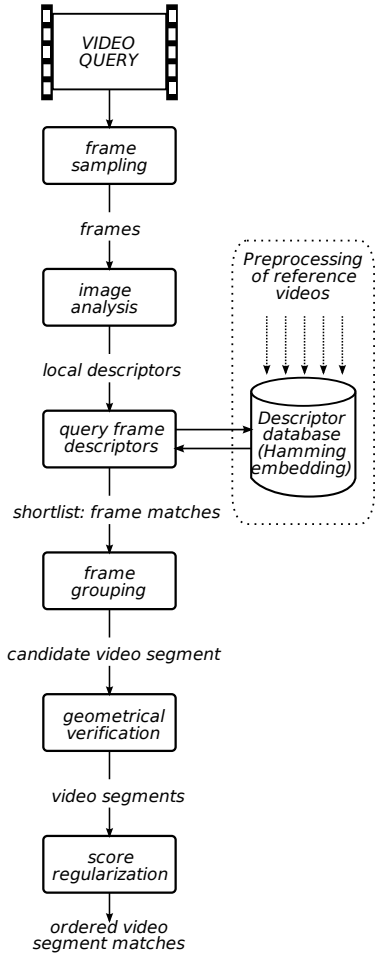 VIDEO
QUERY
frame
sampling
frames
image
analysis
local descriptors
query frame
descriptors
Preprocessing
of reference
videos
Descriptor
database
(Hamming
embedding)
shortlist: frame matches
frame
grouping
candidate video segment
geometrical
verification
video segments
score
regularization
ordered video
segment matches